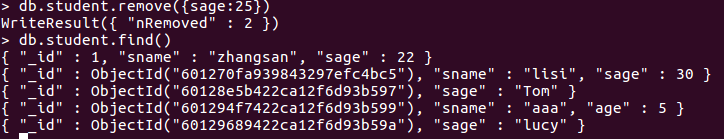 > db.student.remove({sage:25})
WriteResult({ "nRemoved" : 2 })
> db.student.find()
{ "_id" : 1, "sname" : "zhangsan", "sage" : 22 }
{ "_id" : ObjectId("601270fa939843297efc4bc5"), "sname" : "lisi", "sage" : 30 }
{ "_id" : ObjectId("60128e5b422ca12f6d93b597"), "sage" : "Tom" }
{ "_id" : ObjectId("601294f7422ca12f6d93b599"), "sname" : "aaa", "age" : 5 }
{ "_id" : ObjectId("60129689422ca12f6d93b59a"), "sage" : "lucy" }